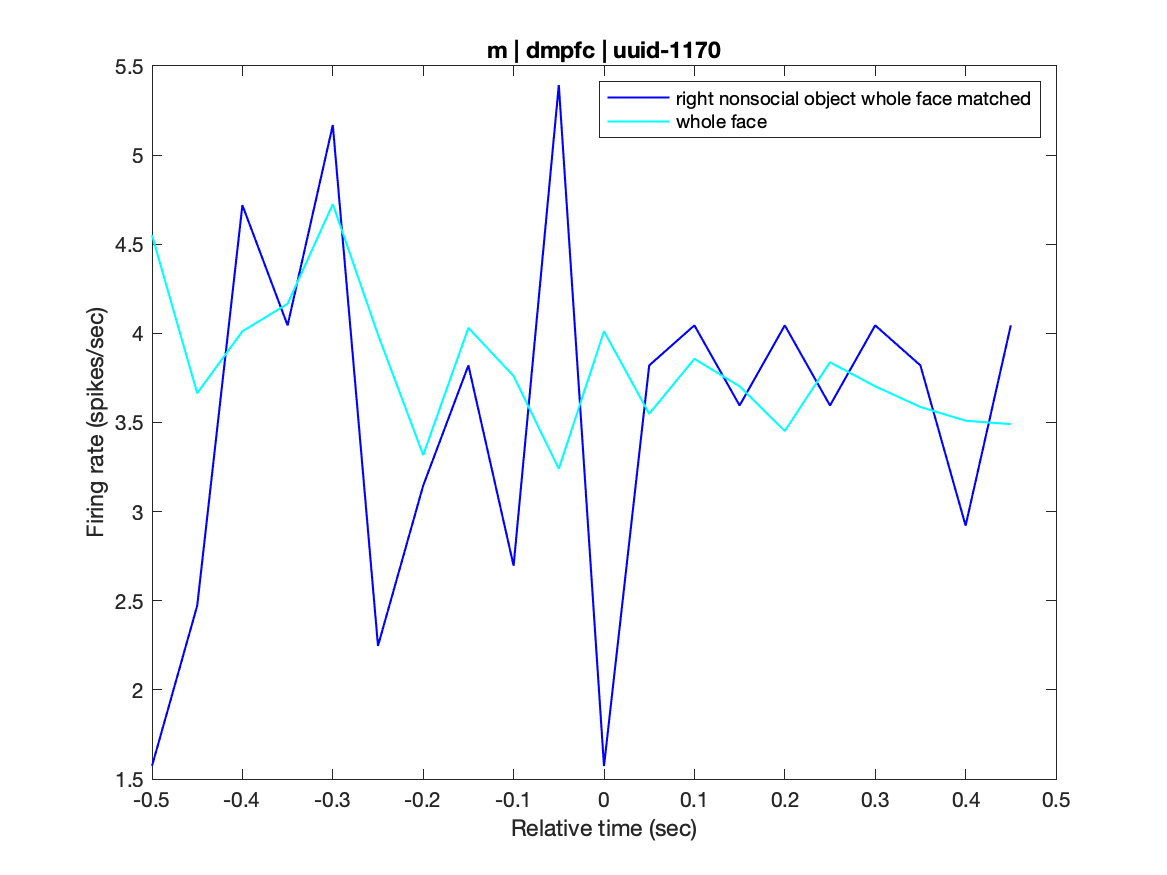 m | dmpfc | uuid-1170
right nonsocial object whole face matched
whole face
5.5
5
4.5
4
3.5
3
2.5
2
1.5
Firing rate (spikes/sec)
-0.5 -0.4 -0.3 -0.2 -0.1 0 0.1 0.2 0.3 0.4 0.5
Relative time (sec)